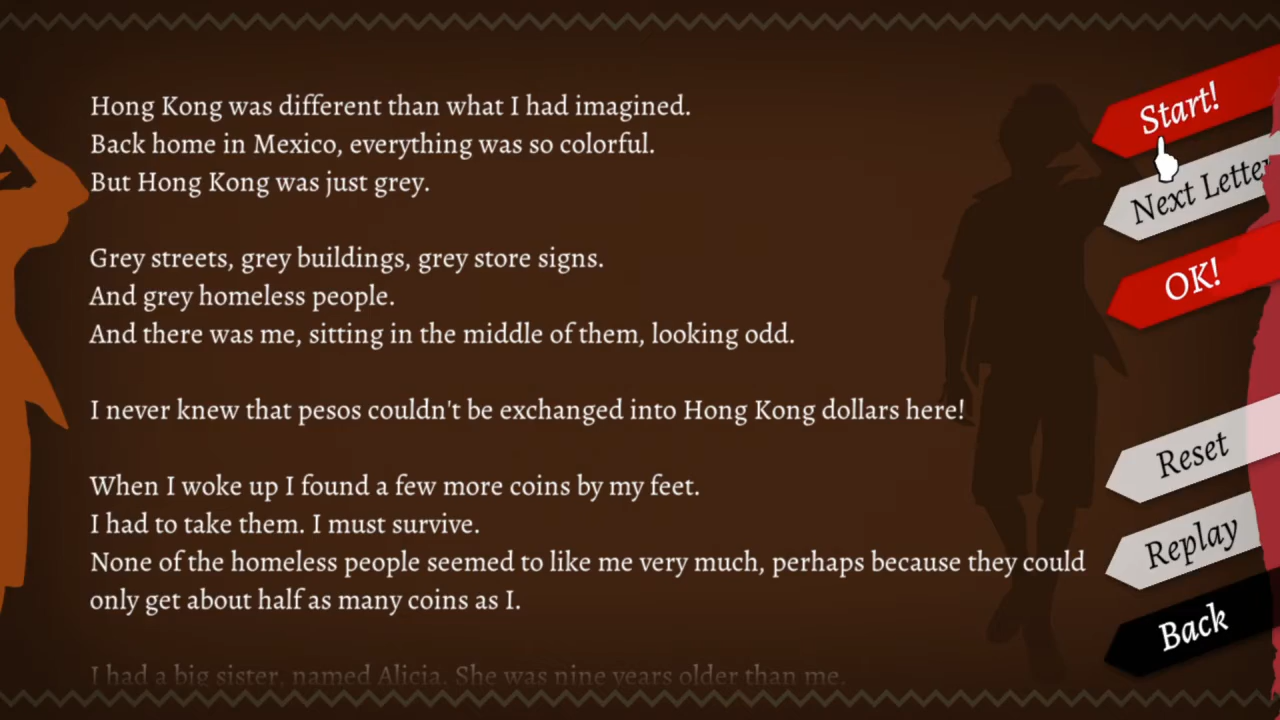 Hong Kong was different than what I had imagined.
Back home in Mexico, everything was so colorful.
But Hong Kong was just grey.
Grey streets, grey buildings, grey store signs.
And grey homeless people.
And there was me, sitting in the middle of them, looking odd.
I never knew that pesos couldn't be exchanged into Hong Kong dollars here!
When I woke up I found a few more coins by my feet.
I had to take them. I must survive.
None of the homeless people seemed to like me very much, perhaps because they could
only get about half as many coins as I.
I had a big sister, named Alicia. She was nine years older than me.
Start!
Next Letter
OK!
Reset
Replay
Back